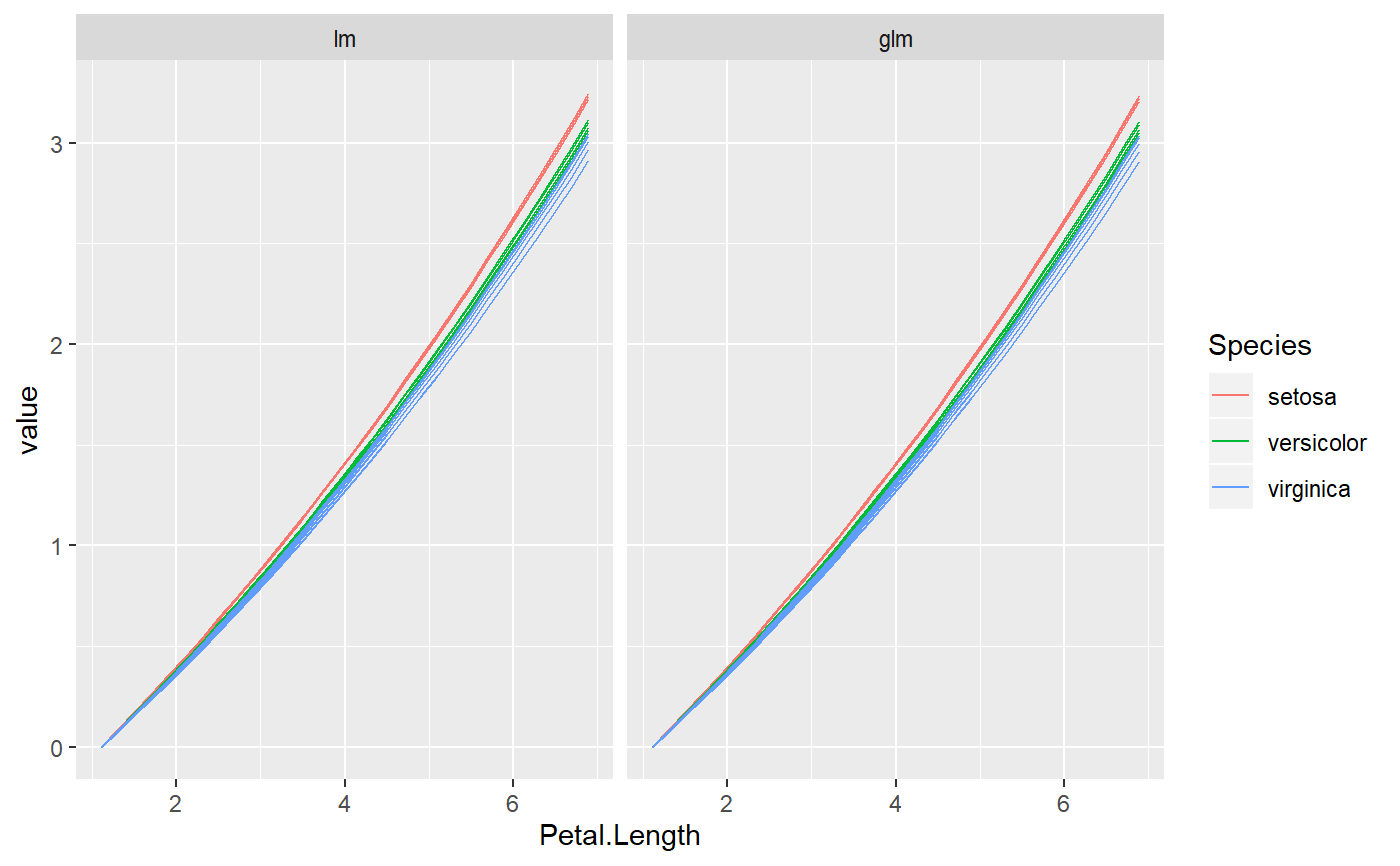 lm
glm
3
2
1
0
value
2
4
6
2
4
6
Petal.Length
Species
setosa
versicolor
virginica